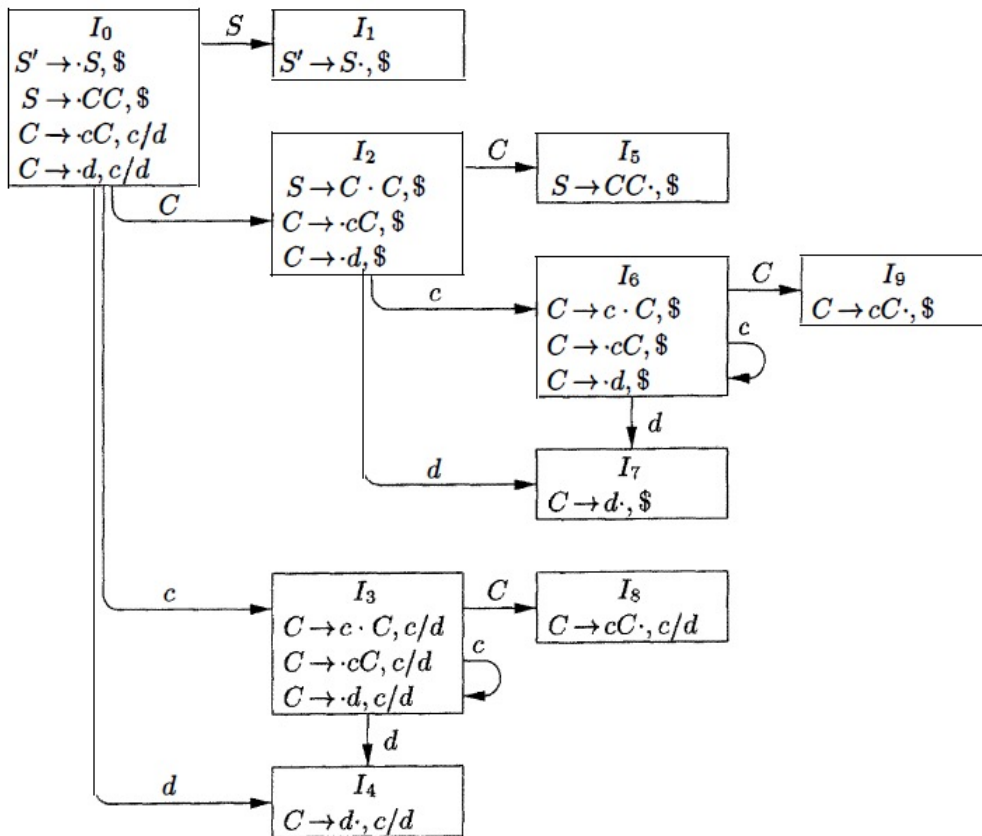 I₀
S′ → ·S, $
S → ·CC, $
C → ·cC, c/d
C → ·d, c/d
S
I₁
S′ → S·, $
C
I₂
S → C · C, $
C → ·cC, $
C → ·d, $
C
I₅
S → CC·, $
c
I₆
C → c · C, $
C → ·cC, $
C → ·d, $
C
I₉
C → cC·, $
c
d
d
I₇
C → d·, $
c
I₃
C → c · C, c/d
C → ·cC, c/d
C → ·d, c/d
C
I₈
C → cC·, c/d
c
d
d
I₄
C → d·, c/d